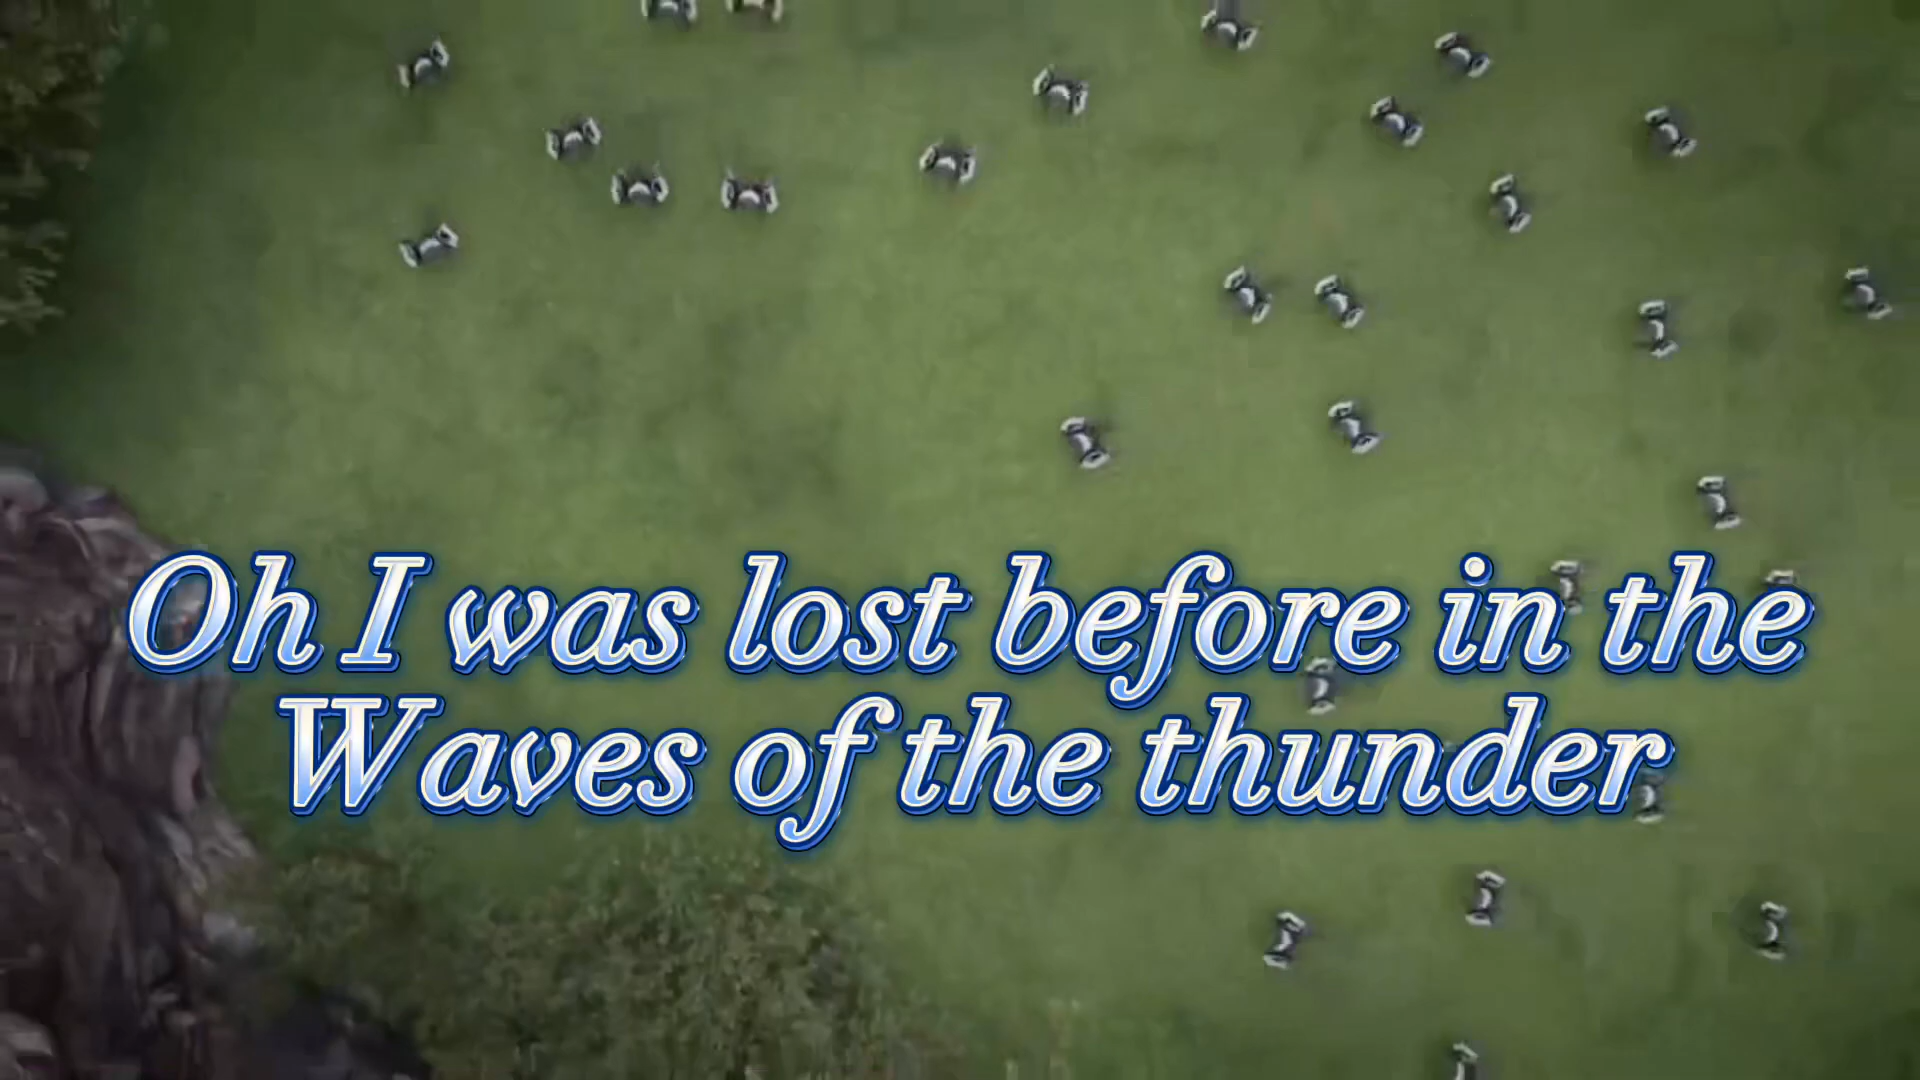 Oh I was lost before in the
Waves of the thunder